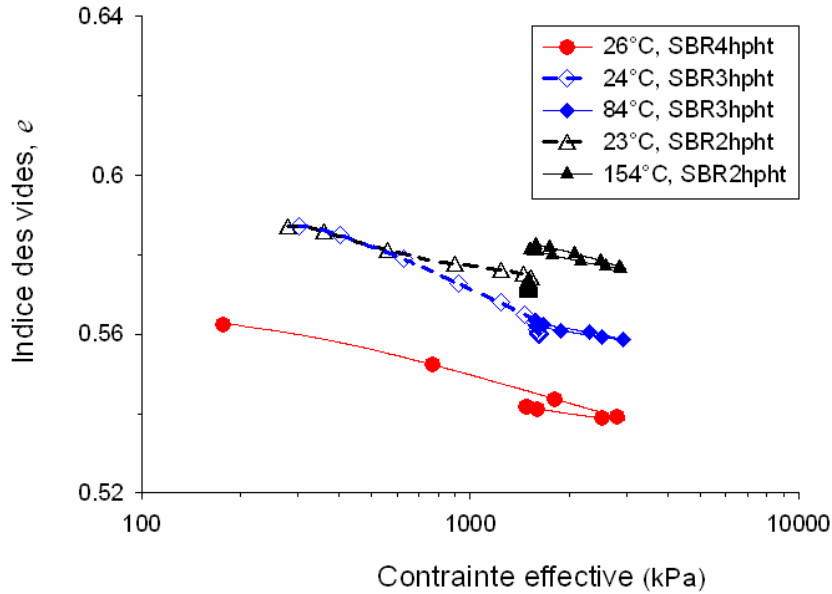 0.64
0.6
0.56
0.52
Indice des vides, e
26°C, SBR4hpht
24°C, SBR3hpht
84°C, SBR3hpht
23°C, SBR2hpht
154°C, SBR2hpht
100
1000
10000
Contrainte effective (kPa)